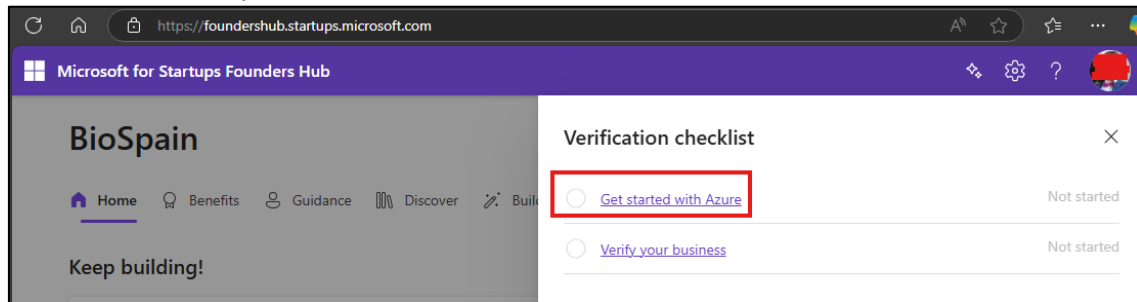 https://foundershub.startups.microsoft.com
Microsoft for Startups Founders Hub
BioSpain
Home Benefits Guidance Discover Build
Keep building!
Verification checklist
Get started with Azure Not started
Verify your business Not started